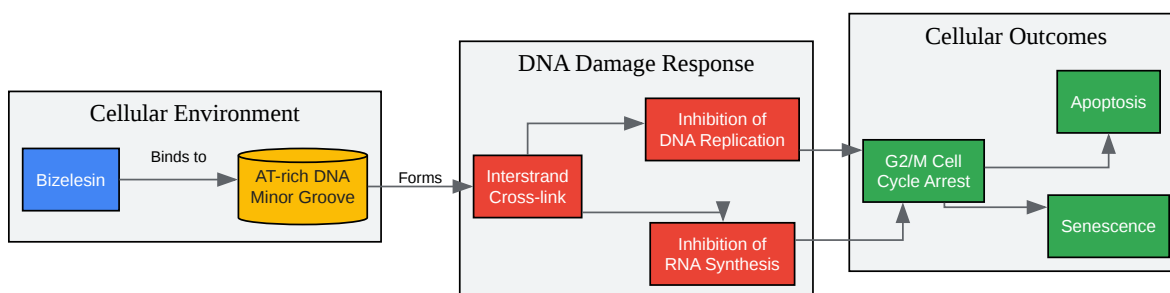 Cellular Environment
Bizelesin
Binds to
AT-rich DNA
Minor Groove
Forms
DNA Damage Response
Interstrand
Cross-link
Inhibition of
DNA Replication
Inhibition of
RNA Synthesis
Cellular Outcomes
G2/M Cell
Cycle Arrest
Apoptosis
Senescence